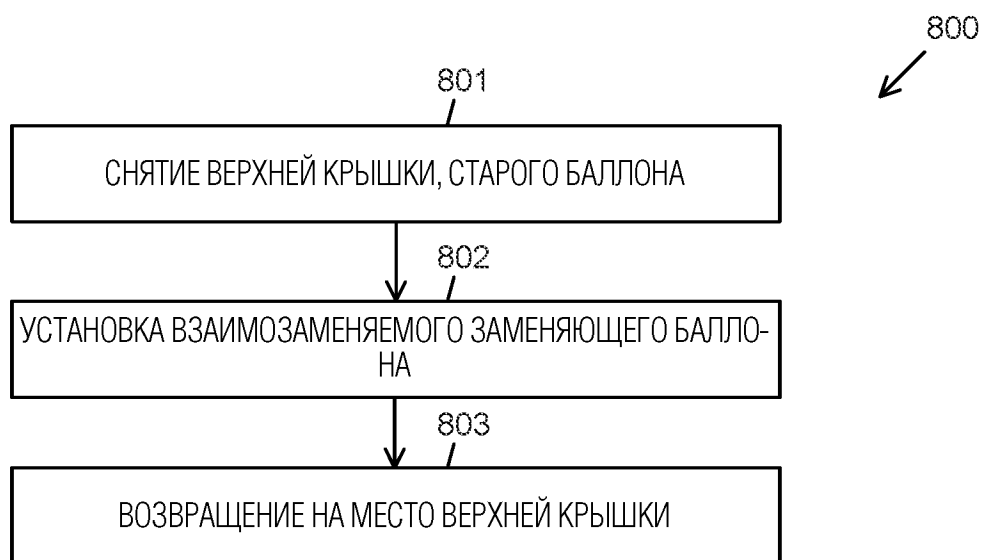 800
801
СНЯТИЕ ВЕРХНЕЙ КРЫШКИ, СТАРОГО БАЛЛОНА
802
УСТАНОВКА ВЗАИМОЗАМЕНЯЕМОГО ЗАМЕНЯЮЩЕГО БАЛЛО-
НА
803
ВОЗВРАЩЕНИЕ НА МЕСТО ВЕРХНЕЙ КРЫШКИ